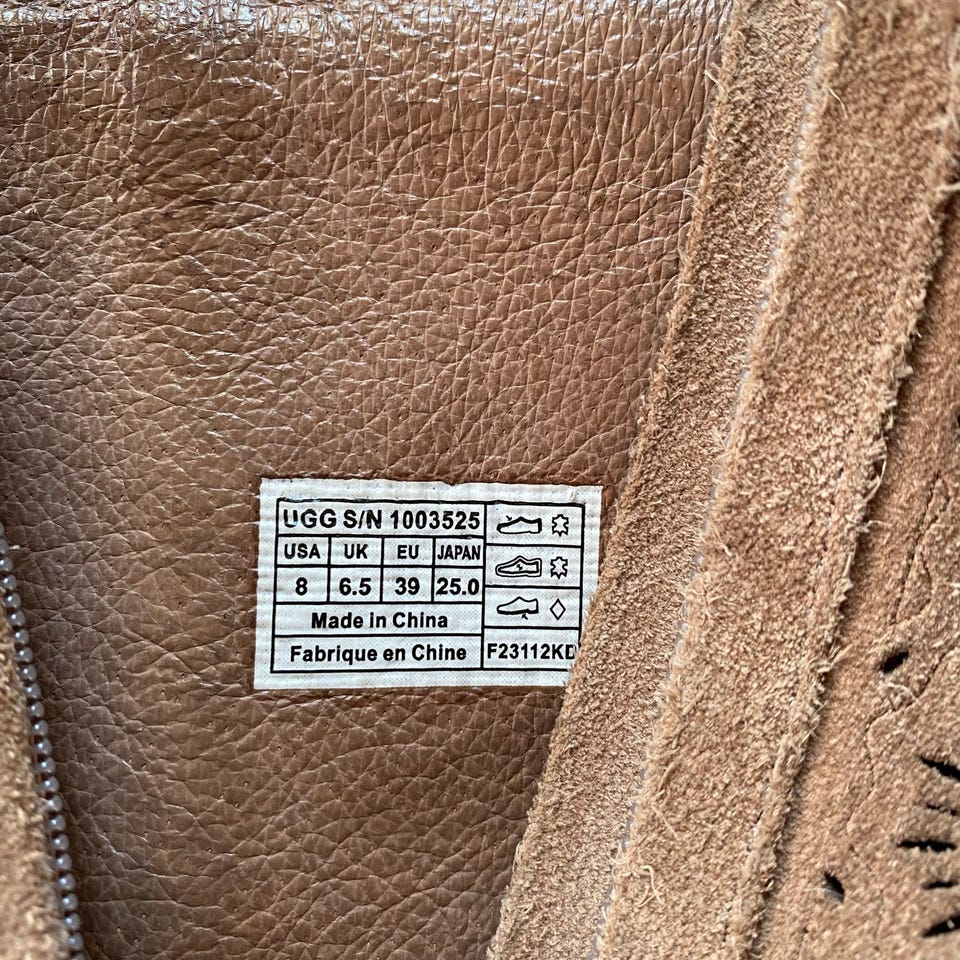 UGG S/N 1003525
USA UK EU JAPAN
8 6.5 39 25.0
Made in China
Fabrique en Chine F23112KD